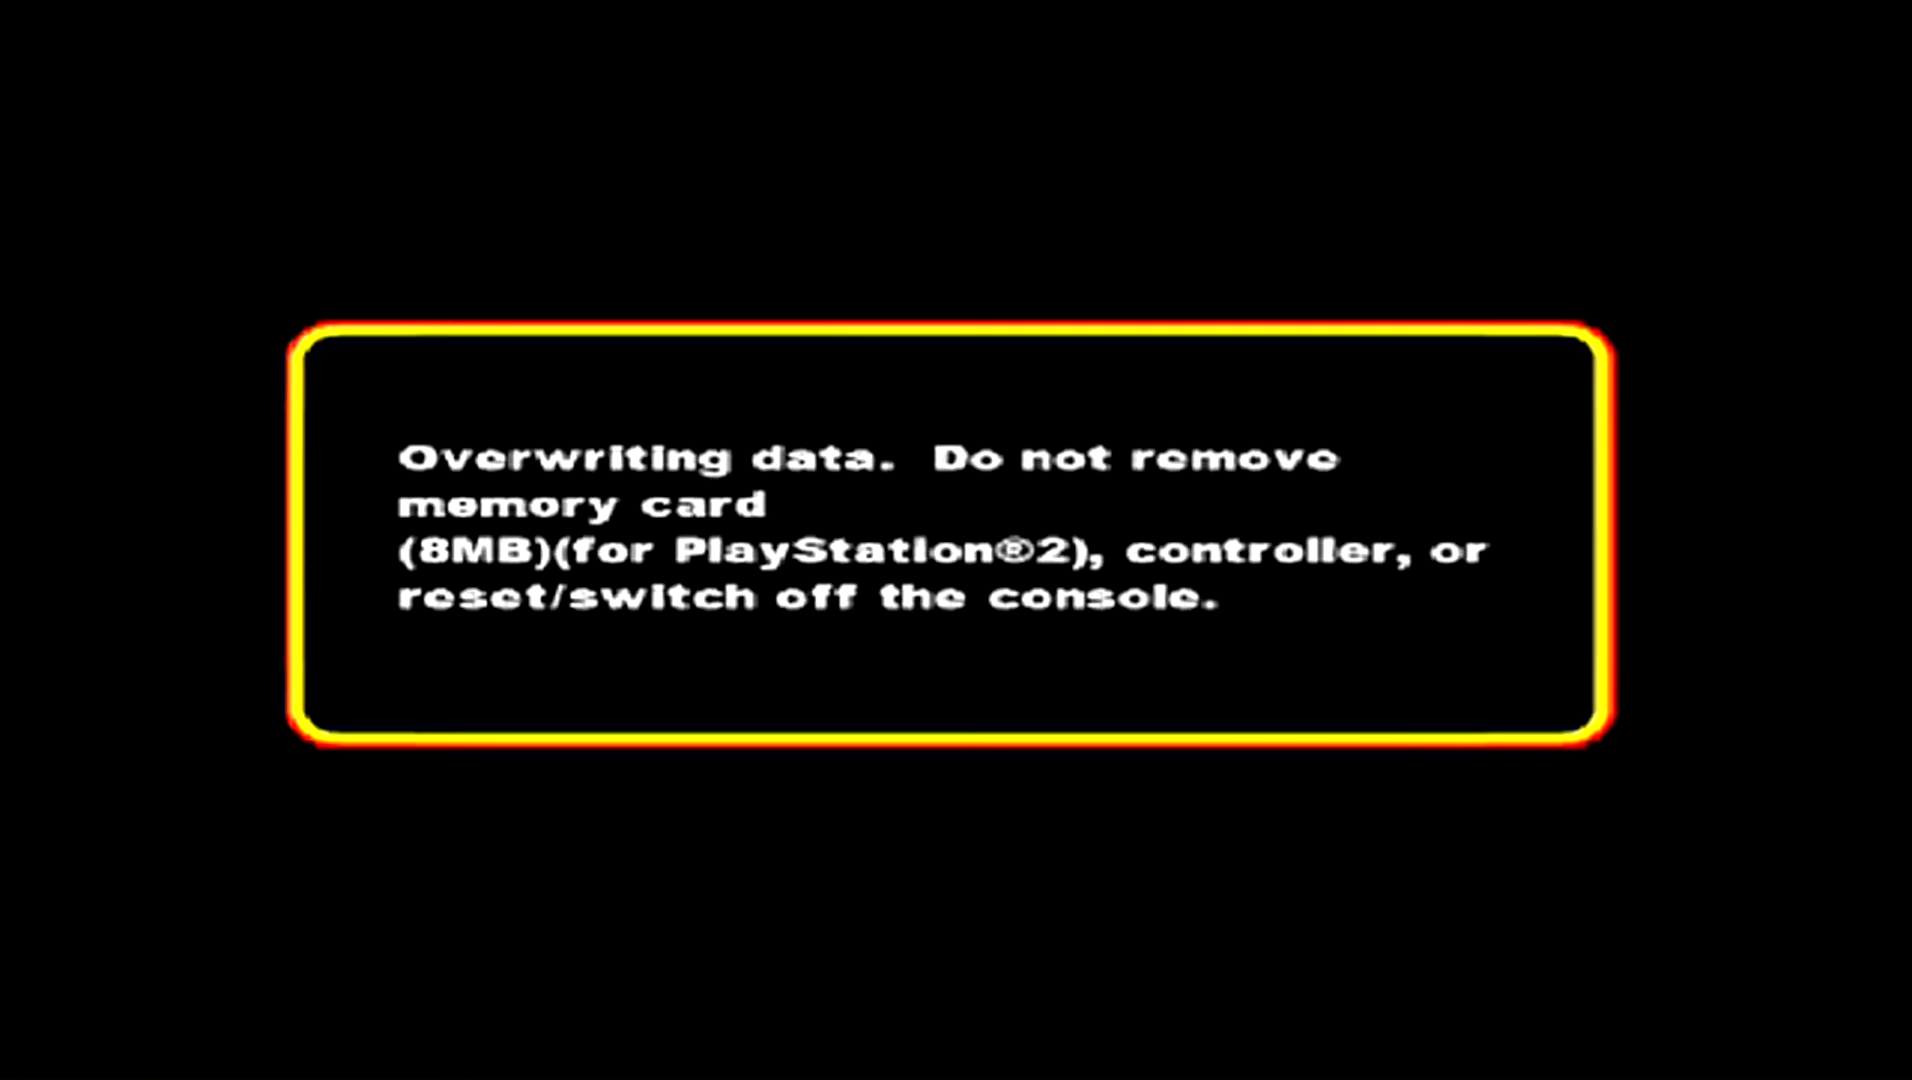 Overwriting data.  Do not remove
memory card
(8MB)(for PlayStation®2), controller, or
reset/switch off the console.